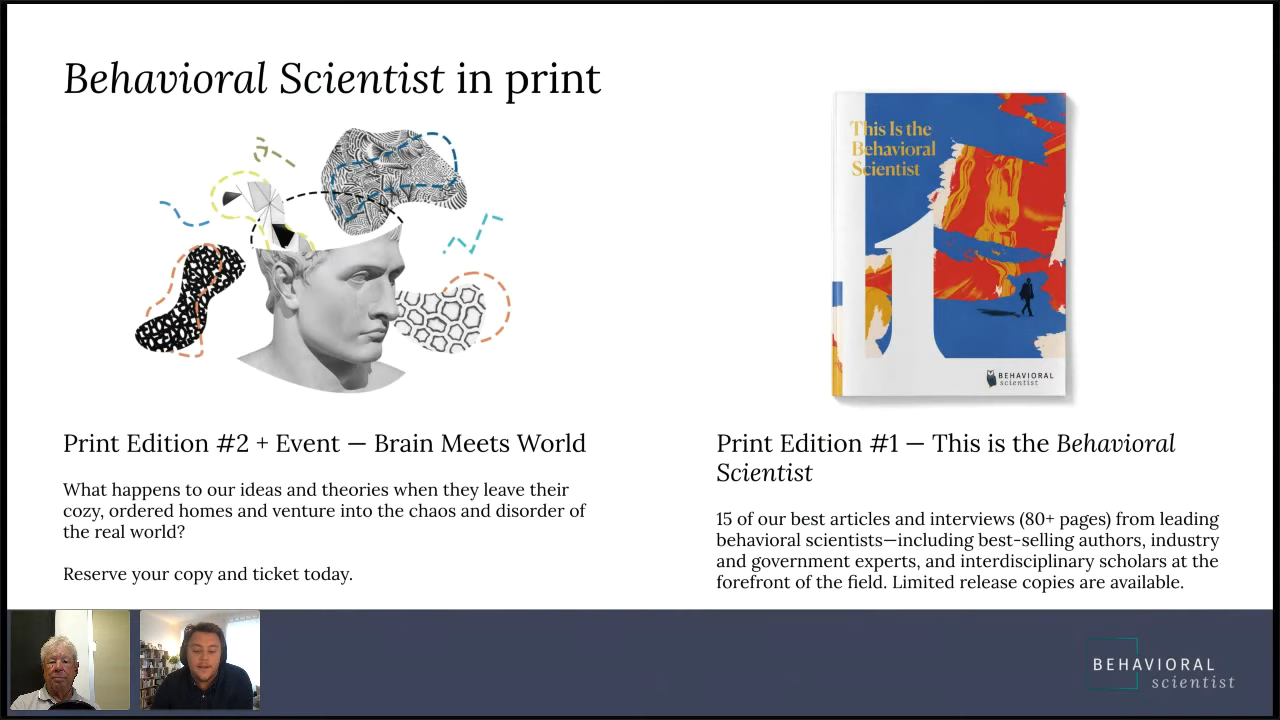 Behavioral Scientist in print
This Is the
Behavioral
Scientist
1
BEHAVIORAL
scientist
Print Edition #2 + Event — Brain Meets World
What happens to our ideas and theories when they leave their
cozy, ordered homes and venture into the chaos and disorder of
the real world?
Reserve your copy and ticket today.
Print Edition #1 — This is the Behavioral
Scientist
15 of our best articles and interviews (80+ pages) from leading
behavioral scientists—including best-selling authors, industry
and government experts, and interdisciplinary scholars at the
forefront of the field. Limited release copies are available.
BEHAVIORAL
scientist